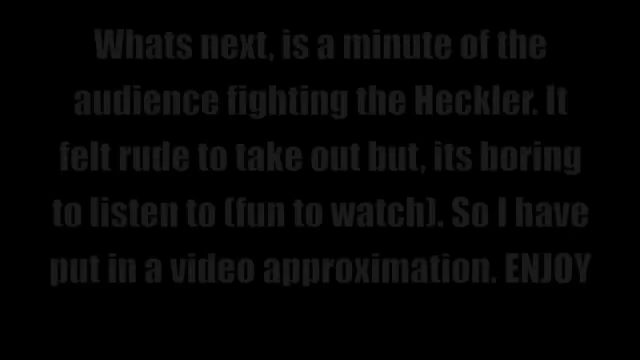 Whats next, is a minute of the
audience fighting the Heckler. It
felt rude to take out but, its boring
to listen to (fun to watch). So I have
put in a video approximation. ENJOY